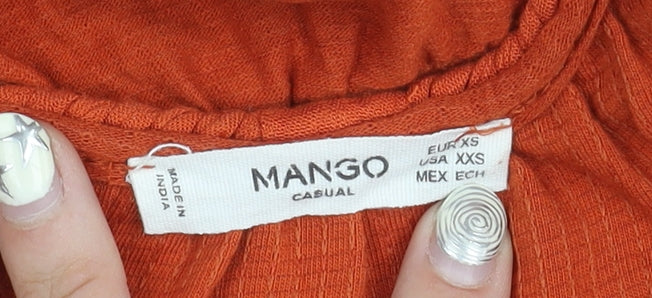 MADE IN
INDIA
MANGO
CASUAL
EUR XS
USA XXS
MEX ECH